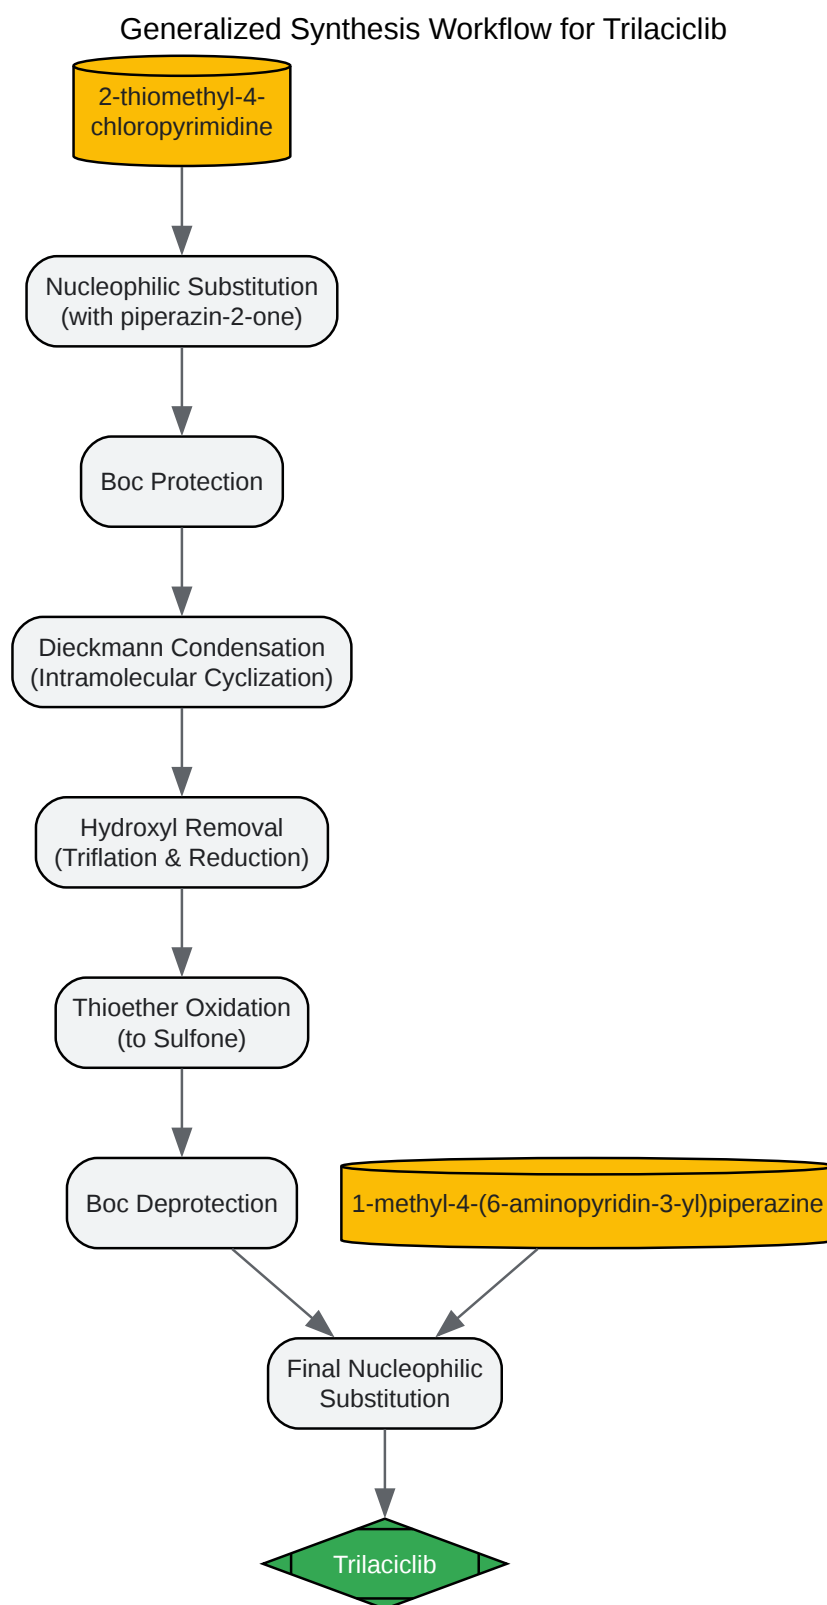 Generalized Synthesis Workflow for Trilaciclib
2-thiomethyl-4-
chloropyrimidine
Nucleophilic Substitution
(with piperazin-2-one)
Boc Protection
Dieckmann Condensation
(Intramolecular Cyclization)
Hydroxyl Removal
(Triflation & Reduction)
Thioether Oxidation
(to Sulfone)
Boc Deprotection
1-methyl-4-(6-aminopyridin-3-yl)piperazine
Final Nucleophilic
Substitution
Trilaciclib